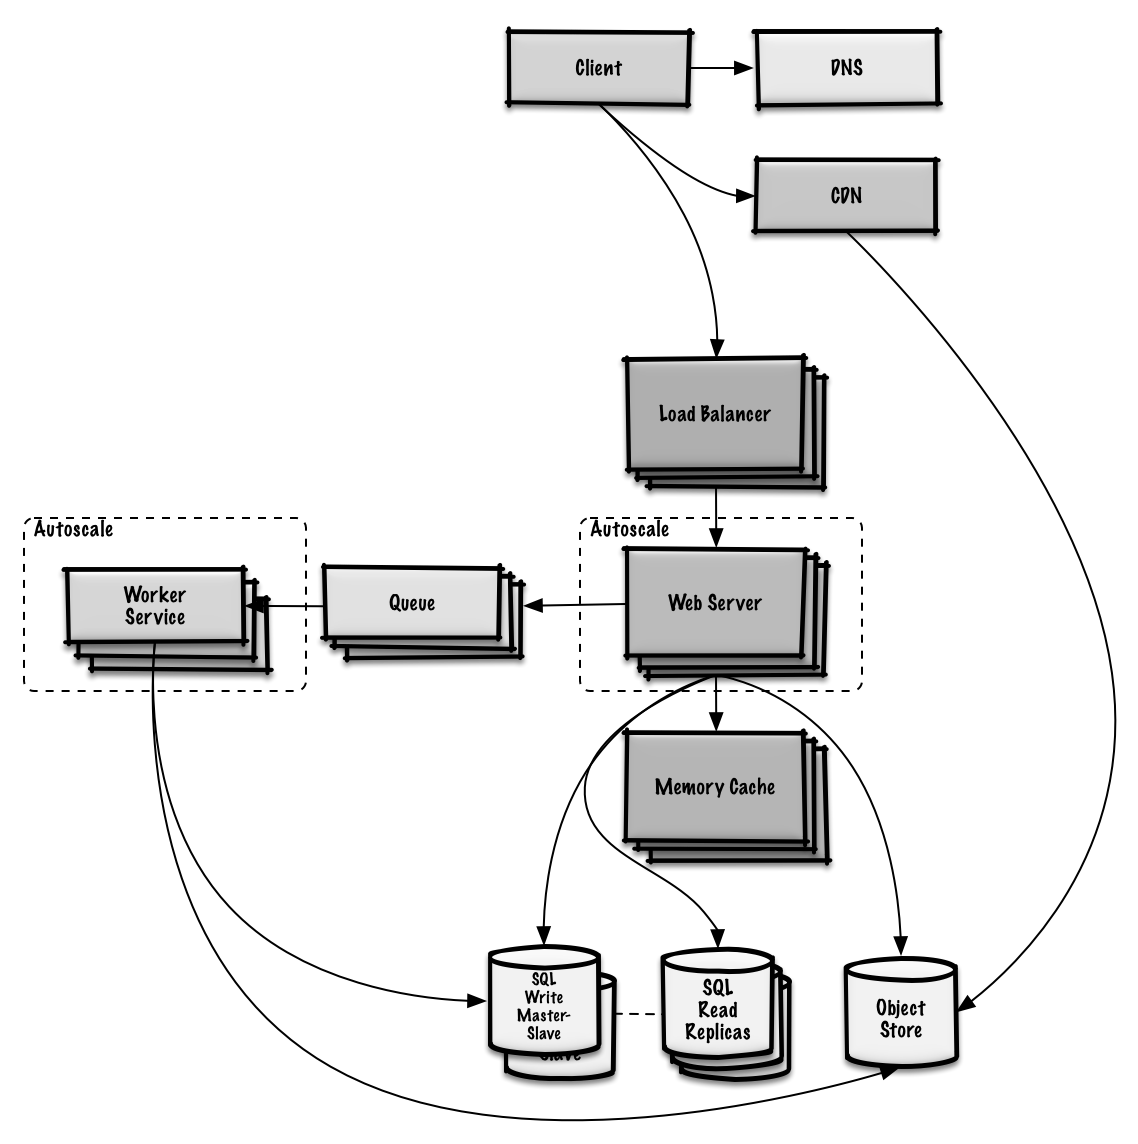 Client
DNS
CDN
Load Balancer
Autoscale
Autoscale
Worker
Service
Queue
Web Server
Memory Cache
SQL
Write
Master-
Slave
Slave
SQL
Read
Replicas
Object
Store